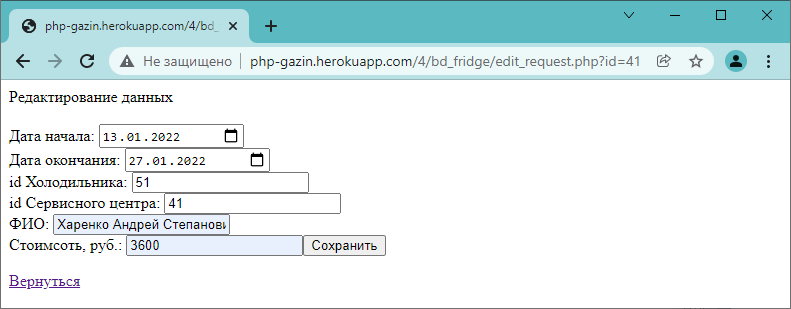 php-gazin.herokuapp.com/4/bd_
Не защищено php-gazin.herokuapp.com/4/bd_fridge/edit_request.php?id=41
Редактирование данных
Дата начала: 13.01.2022
Дата окончания: 27.01.2022
id Холодильника: 51
id Сервисного центра: 41
ФИО: Харенко Андрей Степанови
Стоимсоть, руб.: 3600 Сохранить
Вернуться